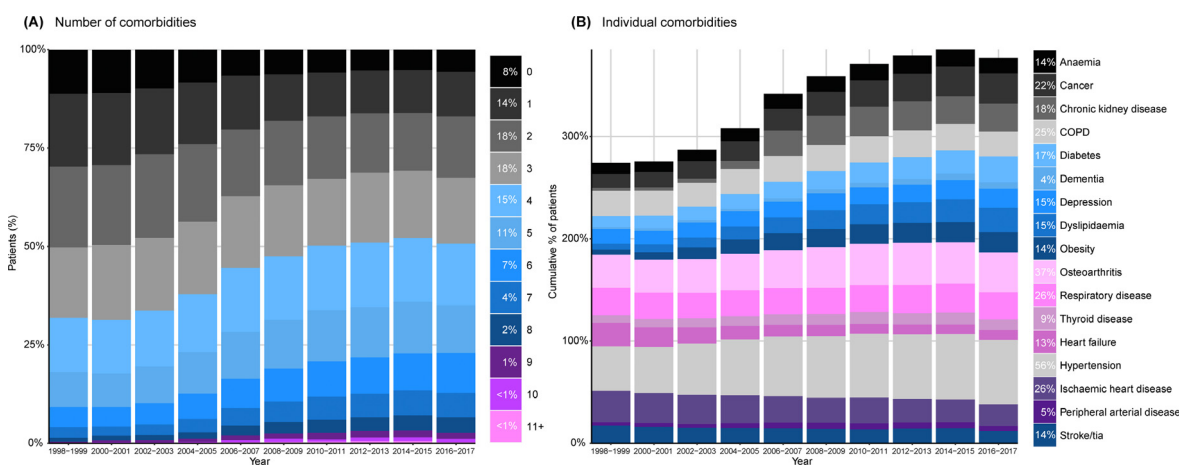 (A) Number of comorbidities
100%
75%
50%
25%
0%
Patients (%)
1998−1999 2000−2001 2002−2003 2004−2005 2006−2007 2008−2009 2010−2011 2012−2013 2014−2015 2016−2017
Year
8% 0
14% 1
18% 2
18% 3
15% 4
11% 5
7% 6
4% 7
2% 8
1% 9
<1% 10
<1% 11+
(B) Individual comorbidities
300%
200%
100%
0%
Cumulative % of patients
1998−1999 2000−2001 2002−2003 2004−2005 2006−2007 2008−2009 2010−2011 2012−2013 2014−2015 2016−2017
Year
14% Anaemia
22% Cancer
18% Chronic kidney disease
25% COPD
17% Diabetes
4% Dementia
15% Depression
15% Dyslipidaemia
14% Obesity
37% Osteoarthritis
26% Respiratory disease
9% Thyroid disease
13% Heart failure
56% Hypertension
26% Ischaemic heart disease
5% Peripheral arterial disease
14% Stroke/tia